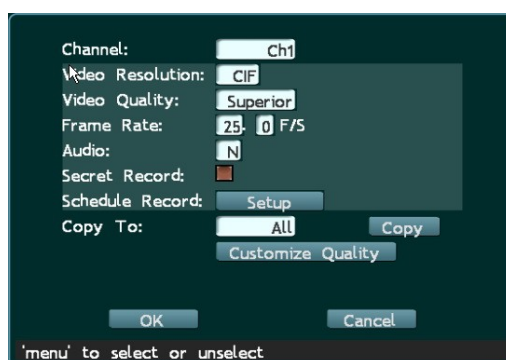 Channel: Ch1
Video Resolution: CIF
Video Quality: Superior
Frame Rate: 25. 0 F/S
Audio: N
Secret Record:
Schedule Record: Setup
Copy To: All Copy
Customize Quality
OK Cancel
'menu' to select or unselect